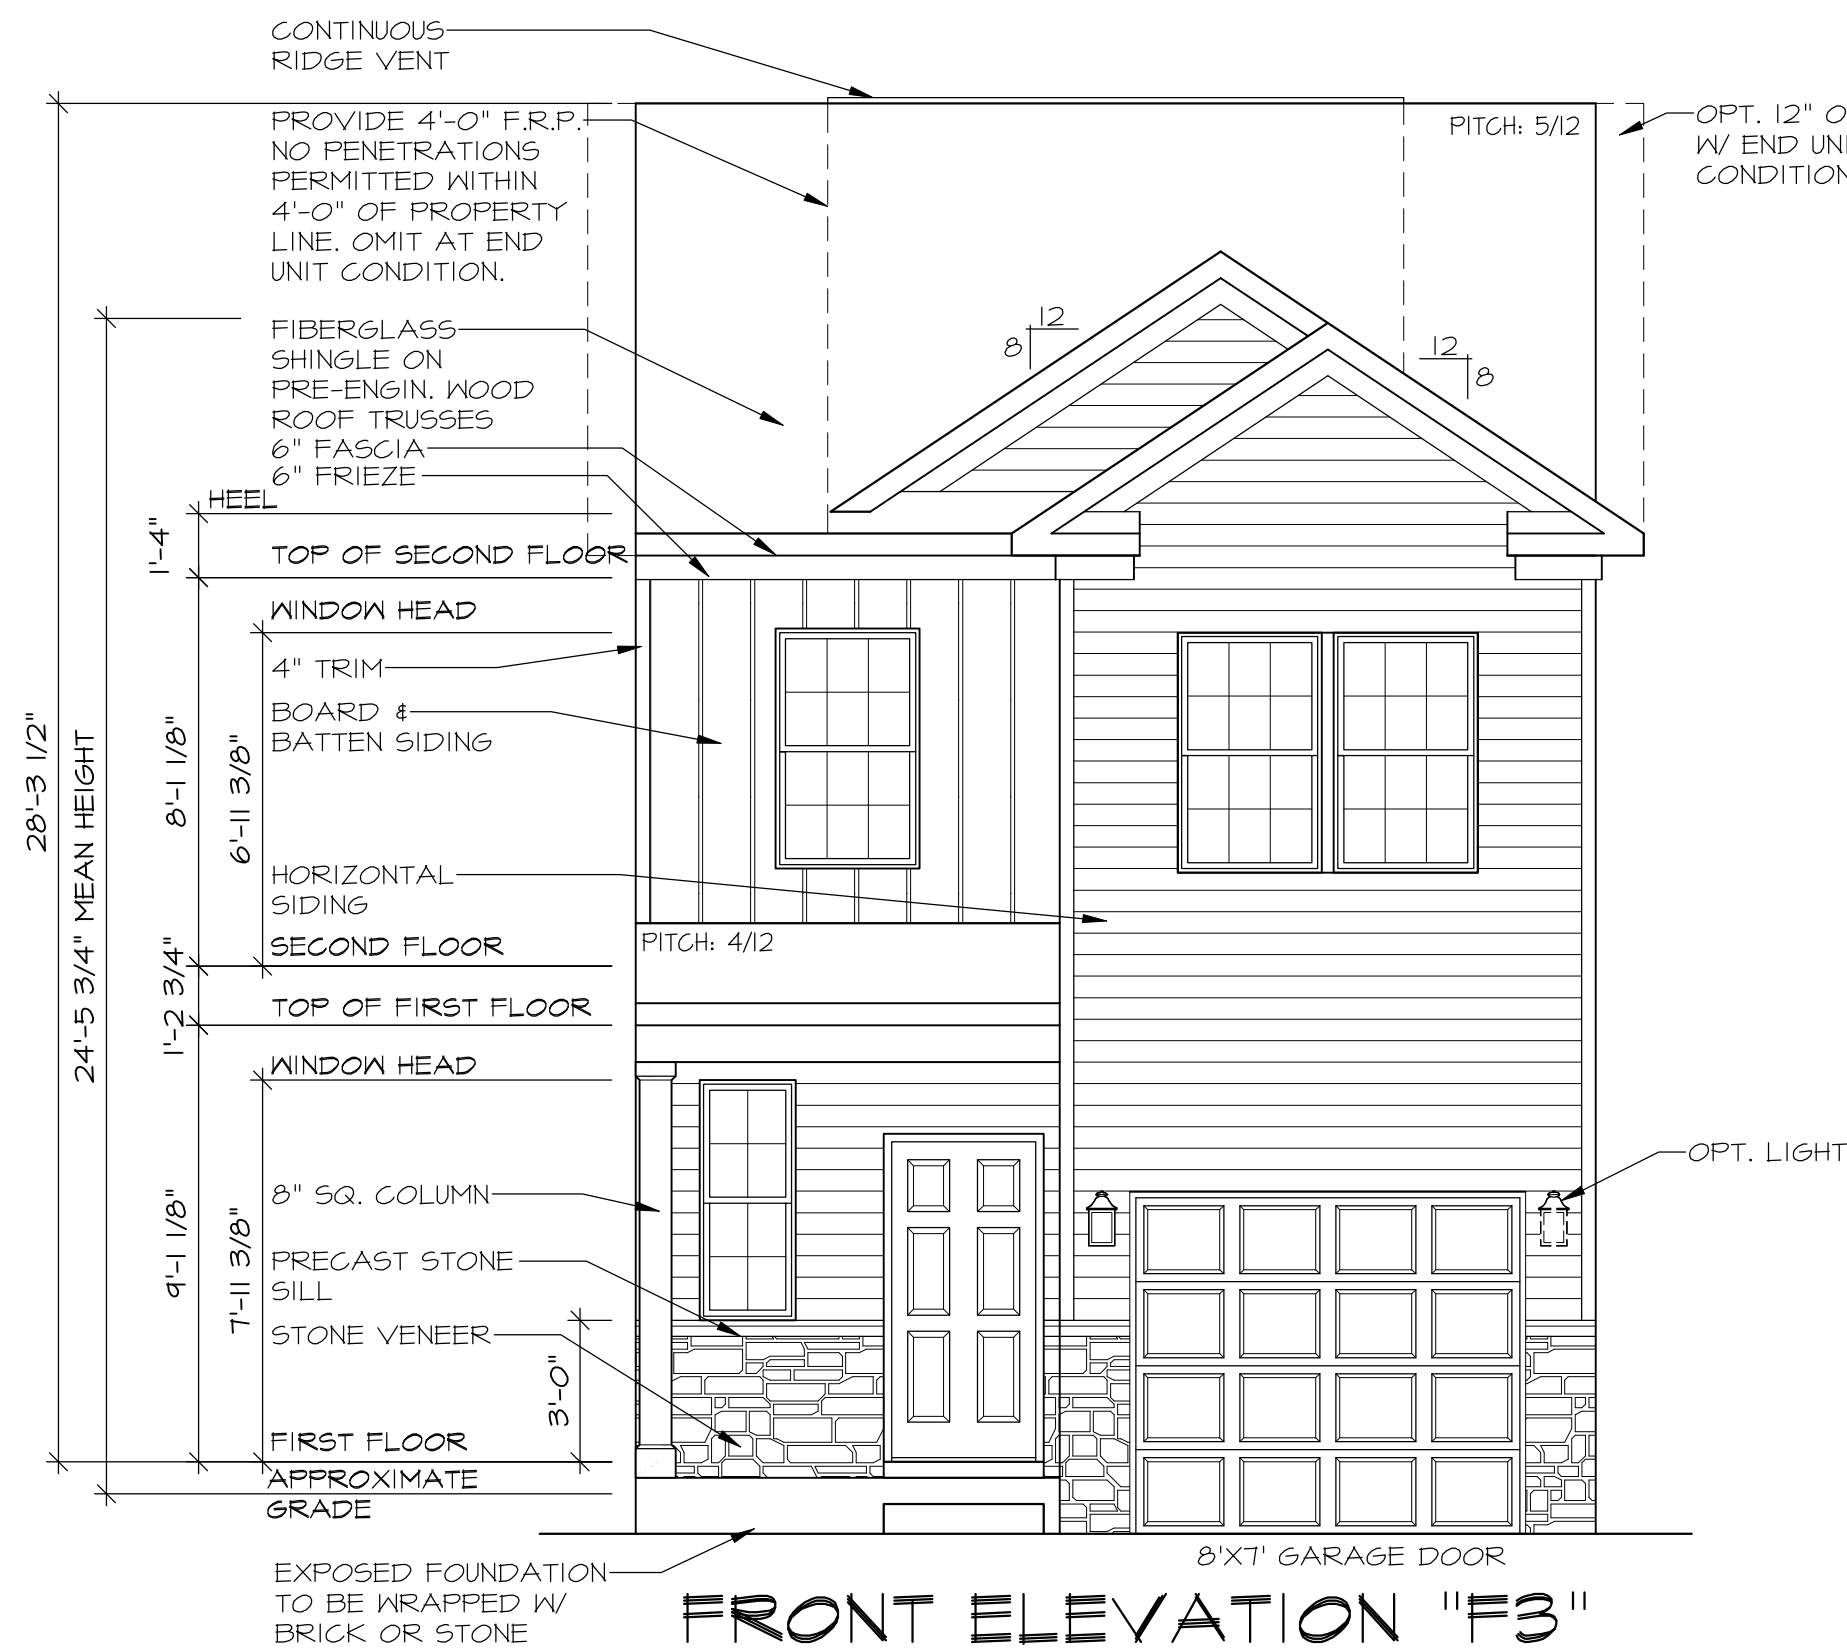 CONTINUOUS
RIDGE VENT
PROVIDE 4'-0" F.R.P.
NO PENETRATIONS
PERMITTED WITHIN
4'-0" OF PROPERTY
LINE. OMIT AT END
UNIT CONDITION.
PITCH: 5/12
OPT. 12"
W/ END
CONDITION
FIBERGLASS
SHINGLE ON
PRE-ENGIN. WOOD
ROOF TRUSSES
6" FASCIA
6" FRIEZE
12
8
12
8
HEEL
1'-4"
TOP OF SECOND FLOOR
WINDOW HEAD
4" TRIM
BOARD &
BATTEN SIDING
28'-3 1/2"
24'-5 3/4" MEAN HEIGHT
8'-1 1/8"
6'-11 3/8"
HORIZONTAL
SIDING
SECOND FLOOR
PITCH: 4/12
1'-2 3/4"
TOP OF FIRST FLOOR
WINDOW HEAD
OPT. LIGHT
8" SQ. COLUMN
9'-1 1/8"
7'-11 3/8"
PRECAST STONE
SILL
STONE VENEER
3'-0"
FIRST FLOOR
APPROXIMATE
GRADE
8'X7' GARAGE DOOR
EXPOSED FOUNDATION
TO BE WRAPPED W/
BRICK OR STONE
FRONT ELEVATION "F3"